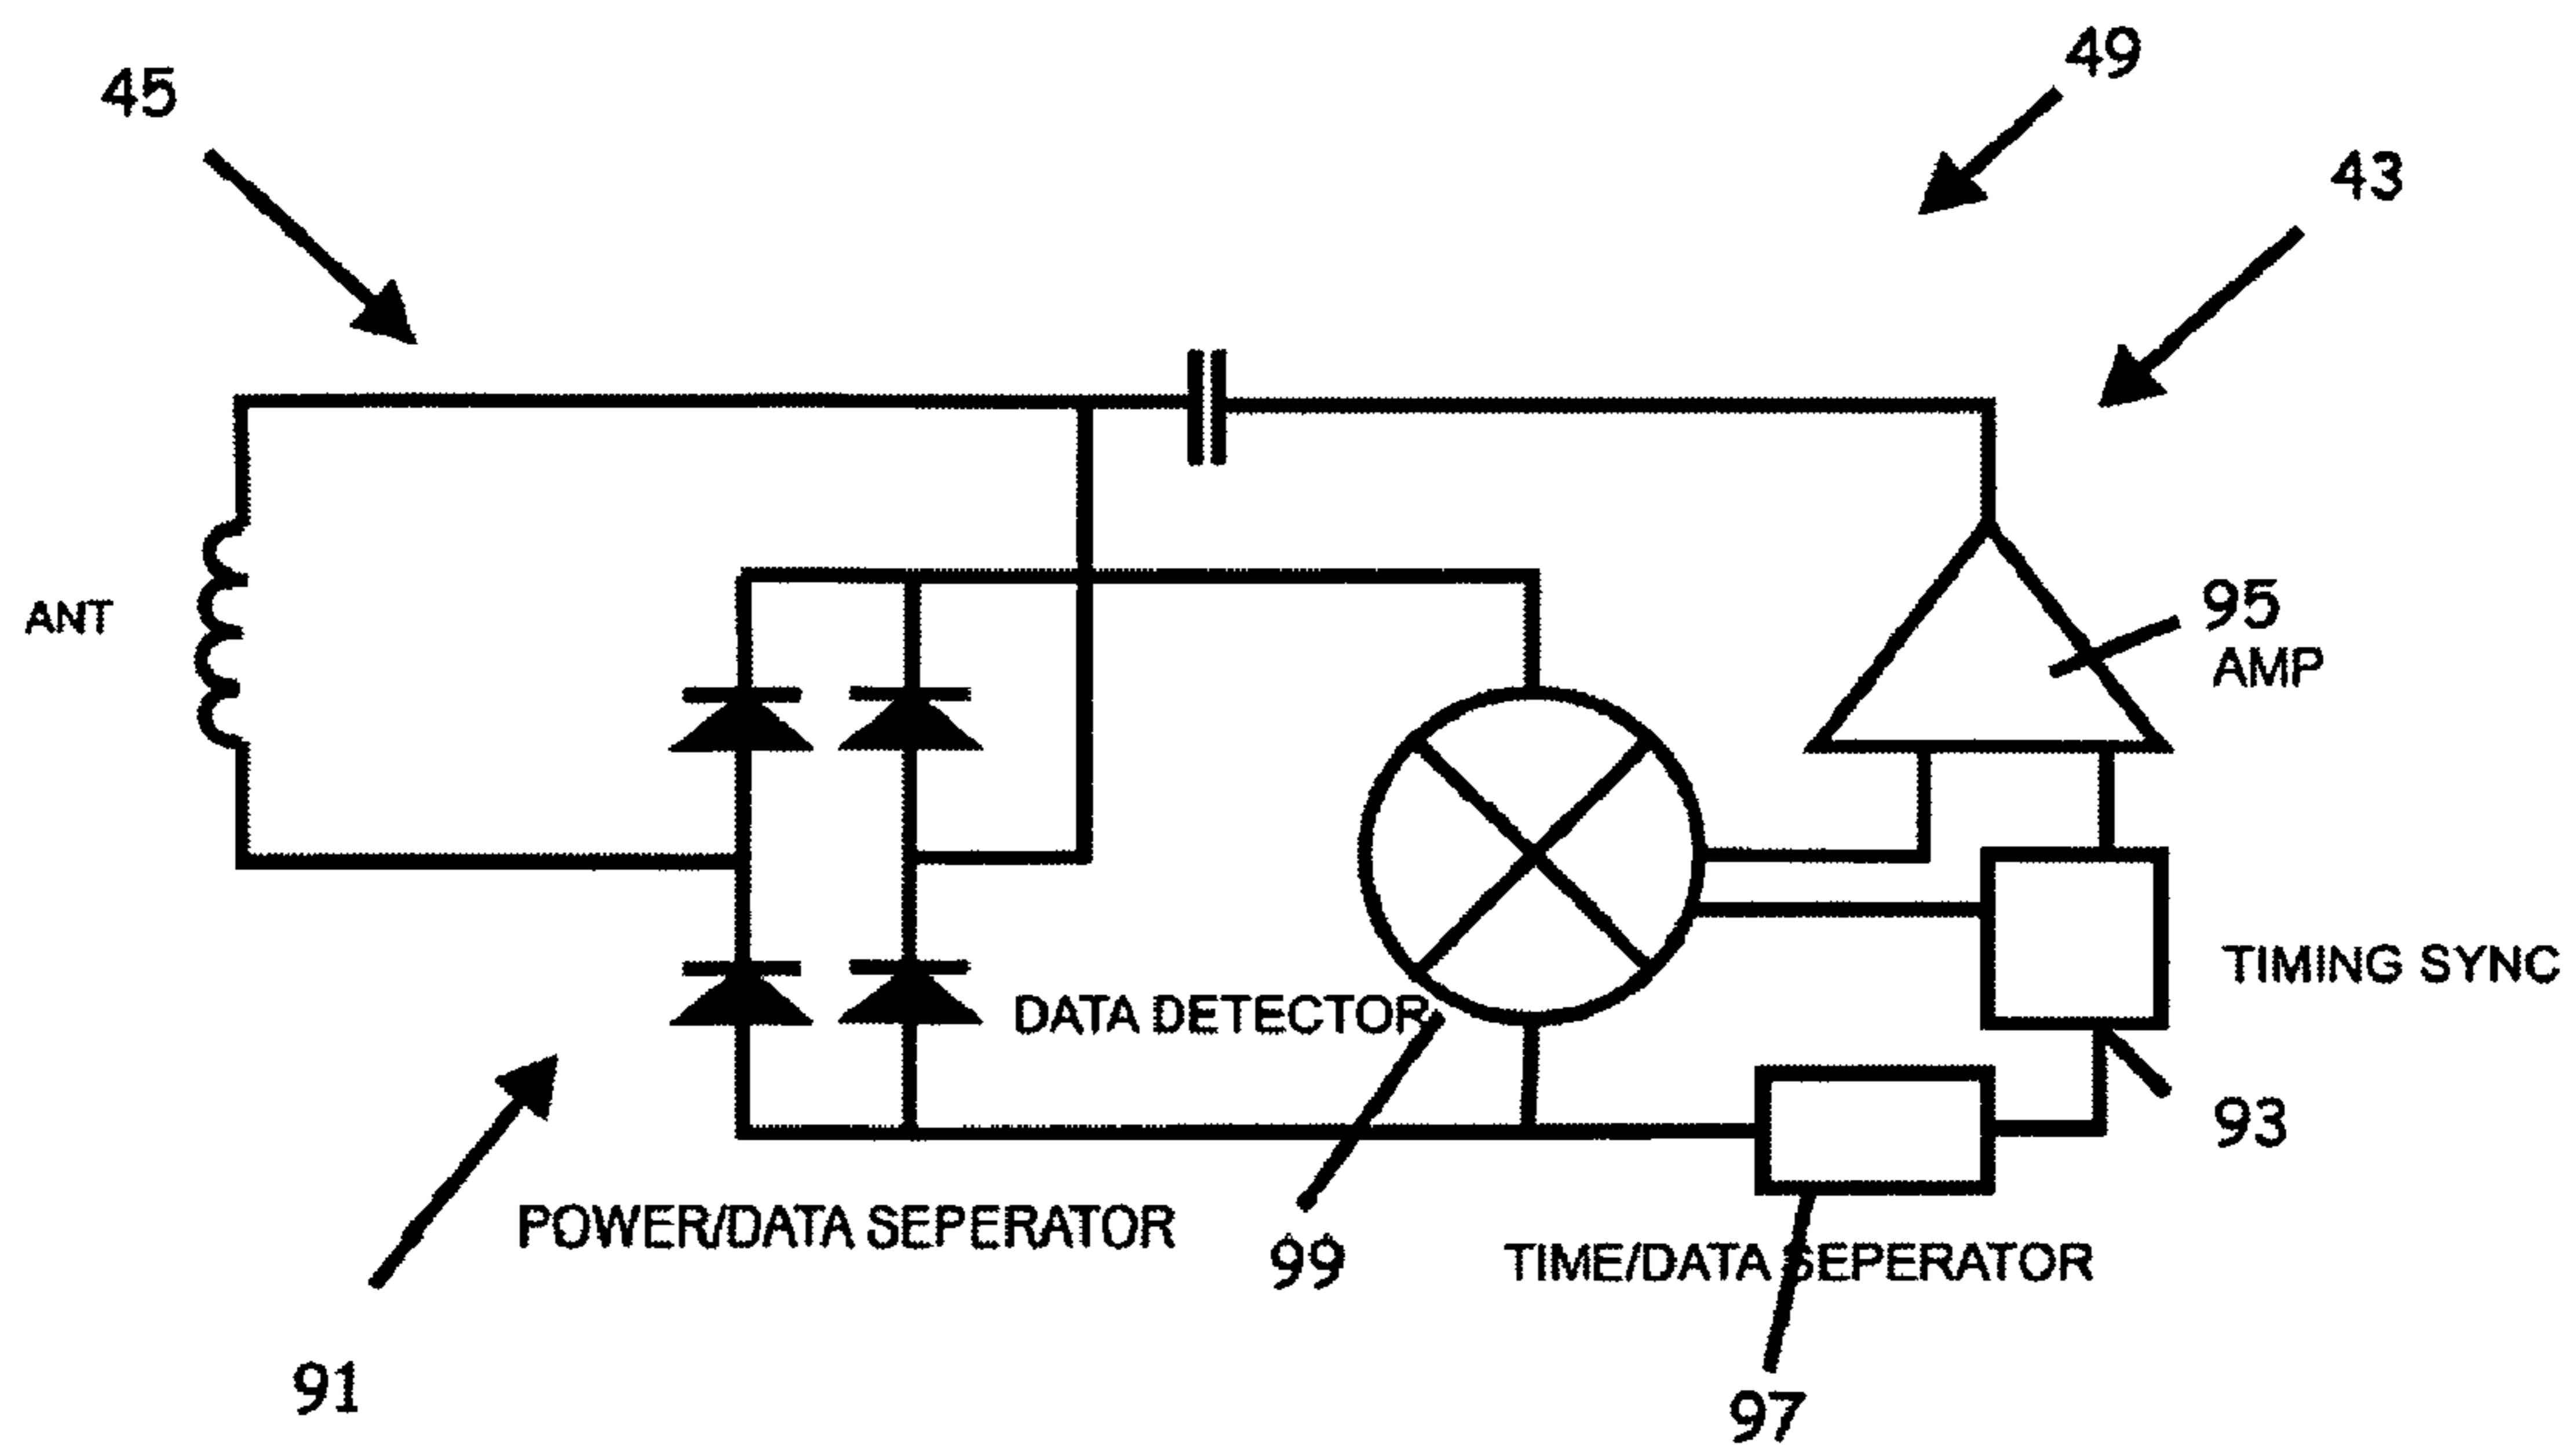 49
45
43
95
ANT
AMP
TIMING SYNC
DATA DETECTOR
93
POWER/DATA SEPERATOR
99
TIME/DATA SEPERATOR
91
97